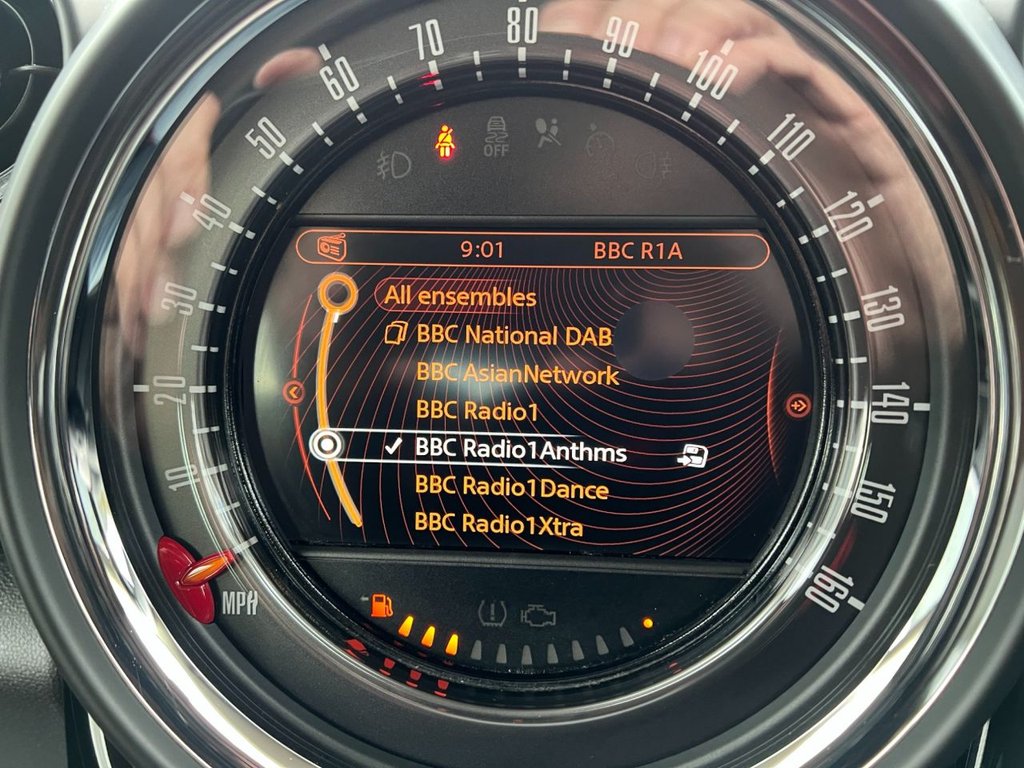 10
20
30
40
50
60
70
80
90
100
110
120
130
140
150
160
MPH
OFF
9:01 BBC R1A
All ensembles
BBC National DAB
BBC AsianNetwork
BBC Radio1
BBC Radio1Anthms
BBC Radio1Dance
BBC Radio1Xtra